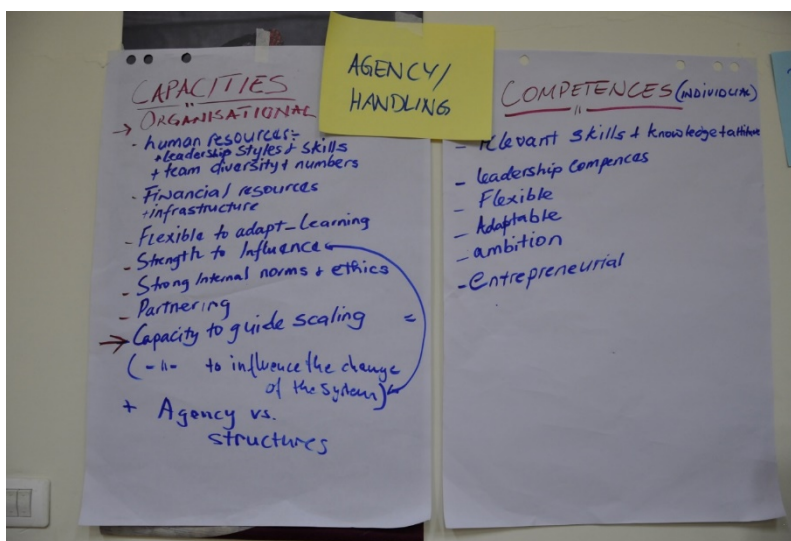 AGENCY/
HANDLING
CAPACITIES
"
→ ORGANISATIONAL
- human resources:
+ leadership styles + skills
+ team diversity + numbers
- Financial resources
+ infrastructure
- Flexible to adapt - Learning
- Strength to Influence
- Strong Internal norms + ethics
- Partnering
→ Capacity to guide scaling =
(-"- to influence the change
of the system)
+ Agency vs.
structures
COMPETENCES (INDIVIDUAL)
"
- relevant skills + knowledge + attitude
- leadership compences
- Flexible
- Adaptable
- ambition
- Entrepreneurial